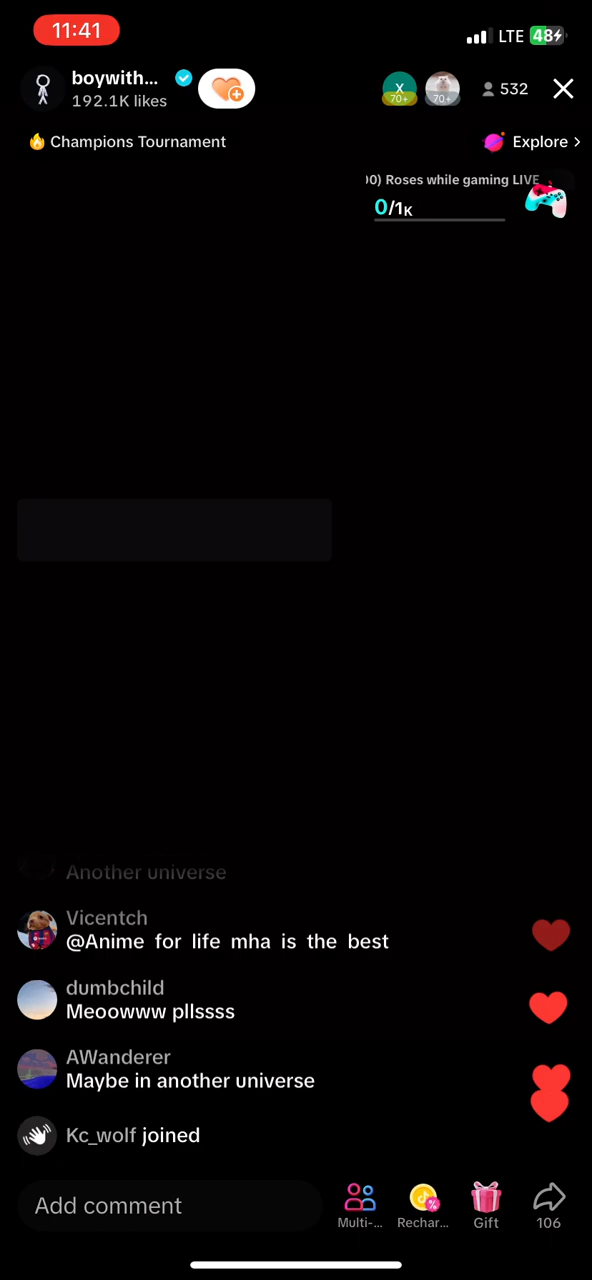 11:41
LTE 48
boywith...
192.1K likes
X
70+
70+
532
Champions Tournament
Explore >
0) Roses while gaming LIVE
0/1K
Another universe
Vicentch
@Anime for life mha is the best
dumbchild
Meoowww pllssss
AWanderer
Maybe in another universe
Kc_wolf joined
Add comment
Multi-...
Rechar...
Gift
106